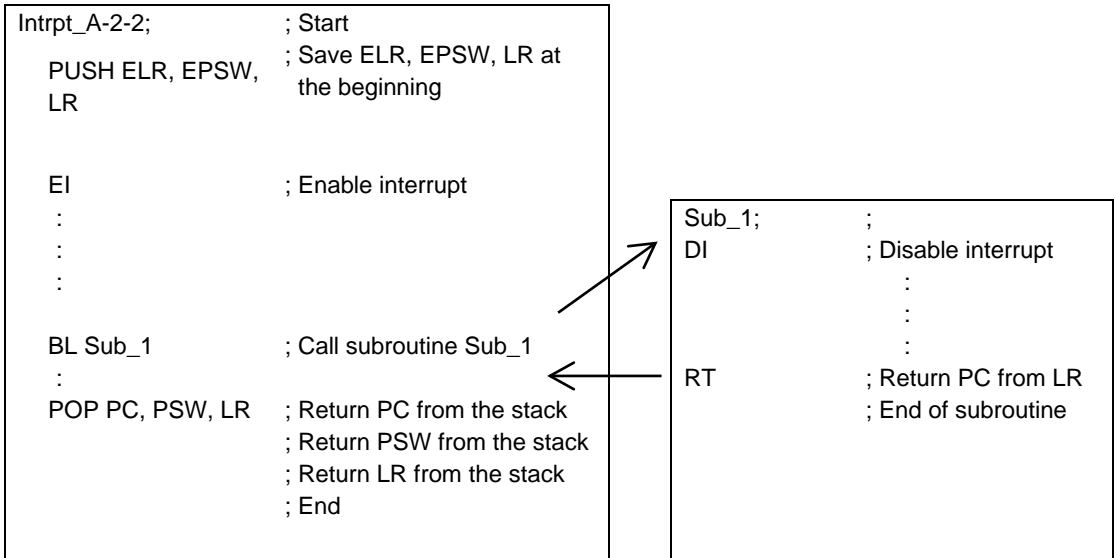 Intrpt_A-2-2; ; Start
PUSH ELR, EPSW, LR ; Save ELR, EPSW, LR at the beginning
EI ; Enable interrupt
:
:
:
BL Sub_1 ; Call subroutine Sub_1
:
POP PC, PSW, LR ; Return PC from the stack
; Return PSW from the stack
; Return LR from the stack
; End
Sub_1; ;
DI ; Disable interrupt
:
:
:
RT ; Return PC from LR
; End of subroutine